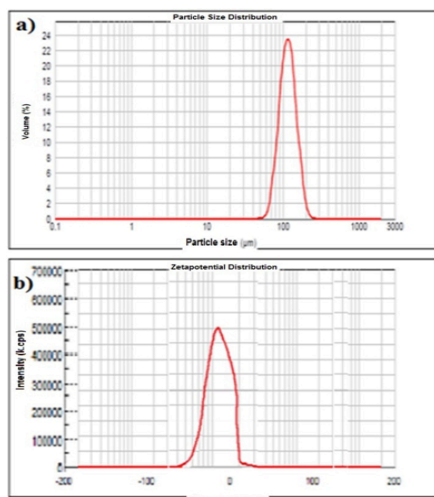 a)
Particle Size Distribution
Volume (%)
24
22
20
18
16
14
12
10
8
6
4
2
0
0.1 1 10 100 1000 3000
Particle size (μm)
b)
Zetapotential Distribution
Intensity (k.cps)
700000
600000
500000
400000
300000
200000
100000
0
-200 -100 0 100 200